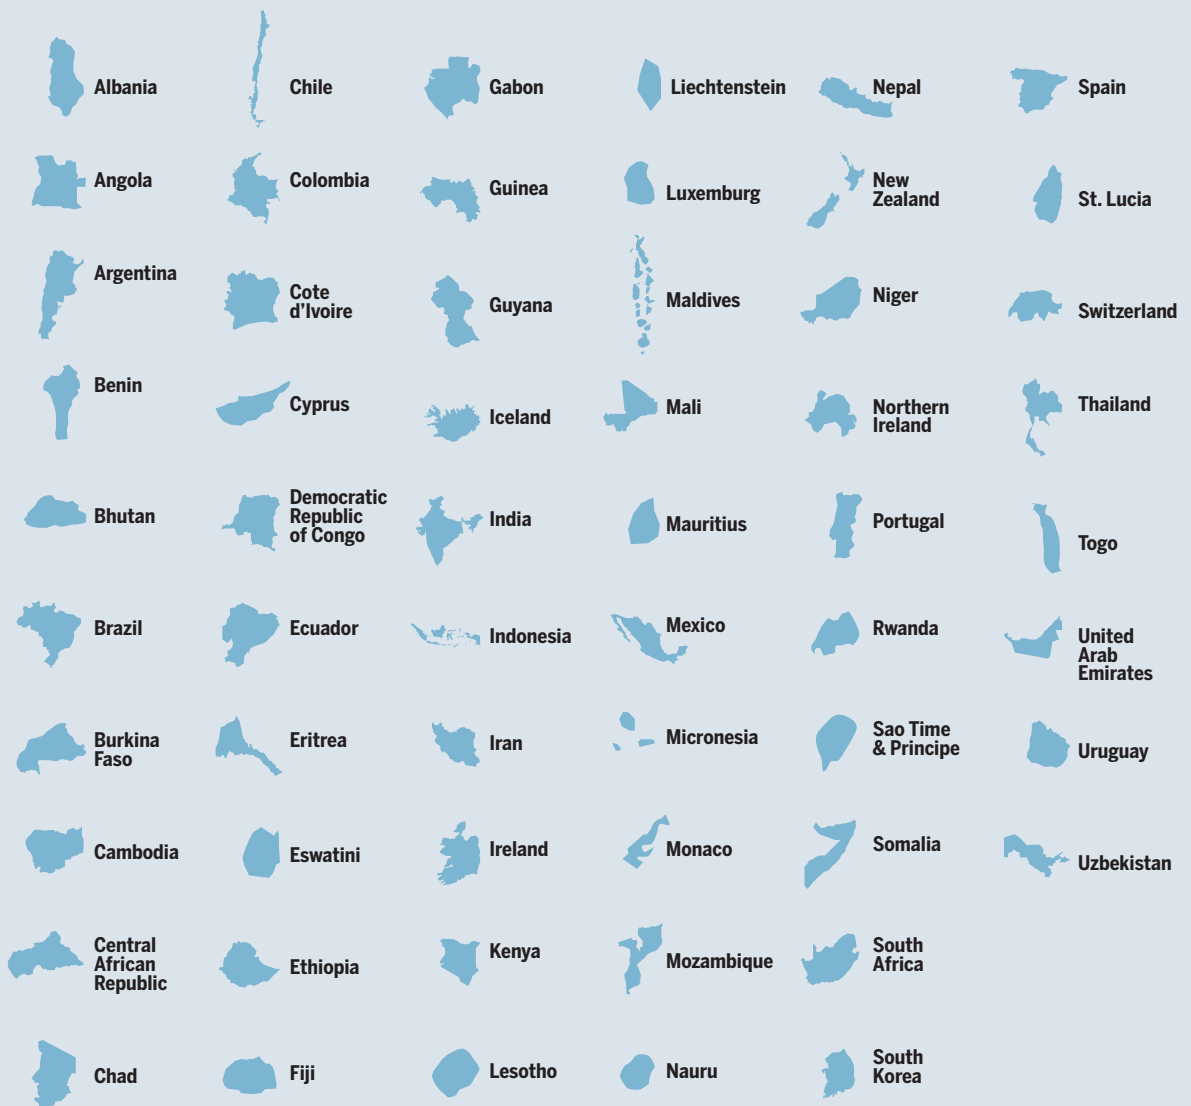 Albania
Angola
Argentina
Benin
Bhutan
Brazil
Burkina
Faso
Cambodia
Central
African
Republic
Chad
Chile
Colombia
Cote
d'Ivoire
Cyprus
Democratic
Republic
of Congo
Ecuador
Eritrea
Eswatini
Ethiopia
Fiji
Gabon
Guinea
Guyana
Iceland
India
Indonesia
Iran
Ireland
Kenya
Lesotho
Liechtenstein
Luxemburg
Maldives
Mali
Mauritius
Mexico
Micronesia
Monaco
Mozambique
Nauru
Nepal
New
Zealand
Niger
Northern
Ireland
Portugal
Rwanda
Sao Time
& Principe
Somalia
South
Africa
South
Korea
Spain
St. Lucia
Switzerland
Thailand
Togo
United
Arab
Emirates
Uruguay
Uzbekistan